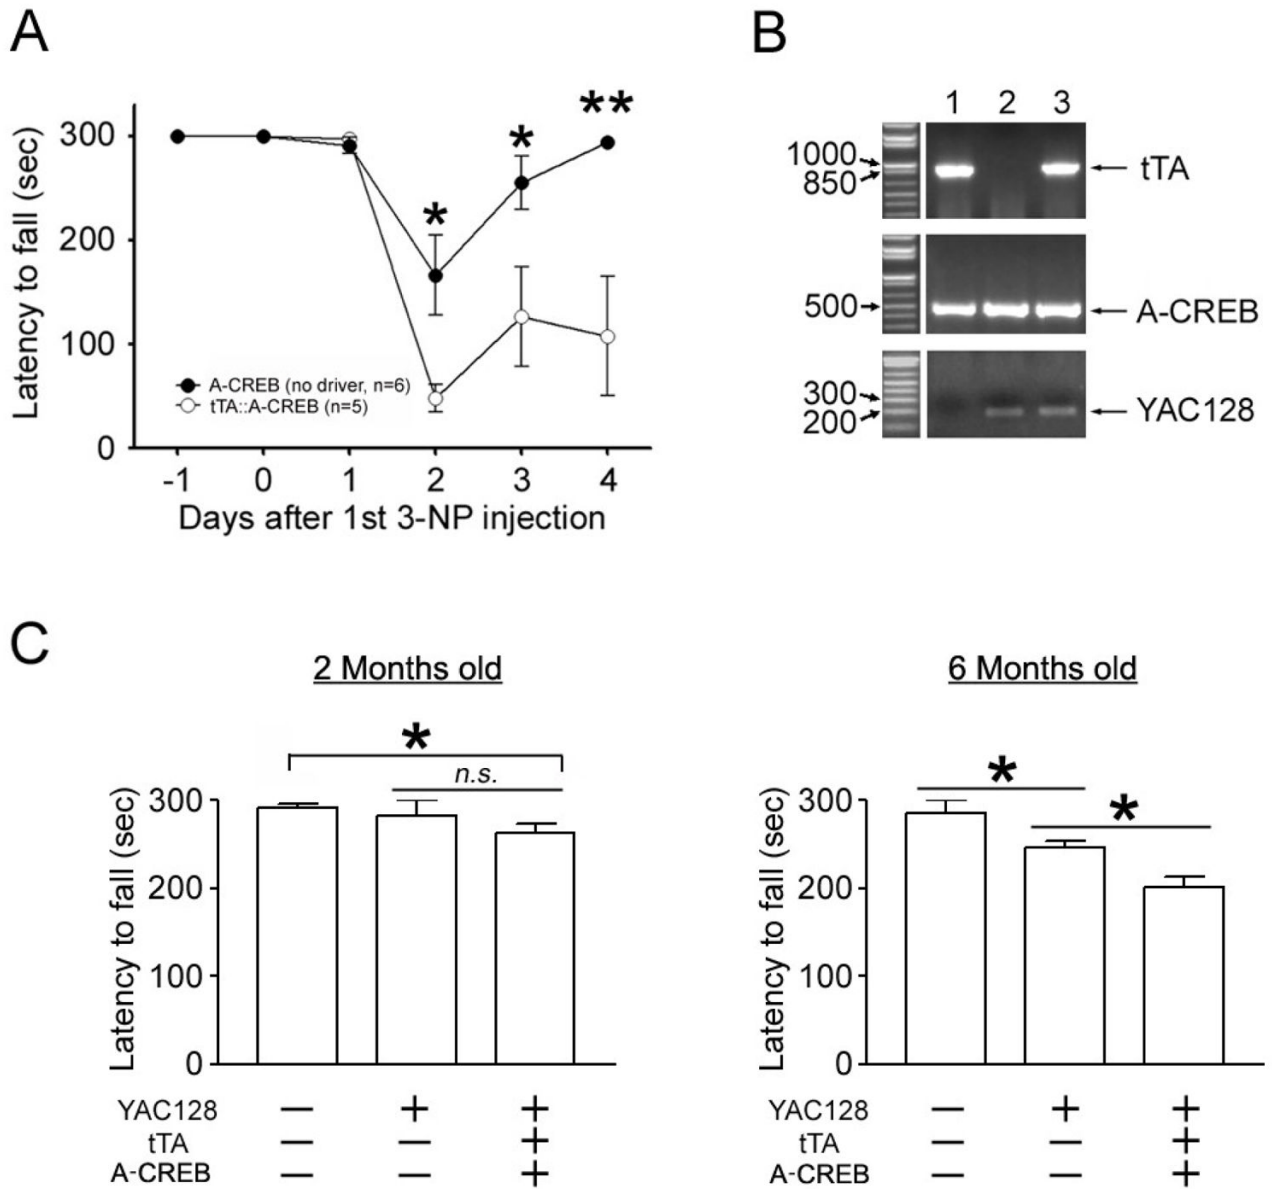 A
Latency to fall (sec)
300
200
100
0
* * **
A-CREB (no driver, n=6)
tTA::A-CREB (n=5)
-1 0 1 2 3 4
Days after 1st 3-NP injection
B
1 2 3
1000
850
tTA
500
A-CREB
300
200
YAC128
C
2 Months old
*
n.s.
Latency to fall (sec)
300
200
100
0
YAC128 — + +
tTA — — +
A-CREB — — +
6 Months old
*
*
Latency to fall (sec)
300
200
100
0
YAC128 — + +
tTA — — +
A-CREB — — +